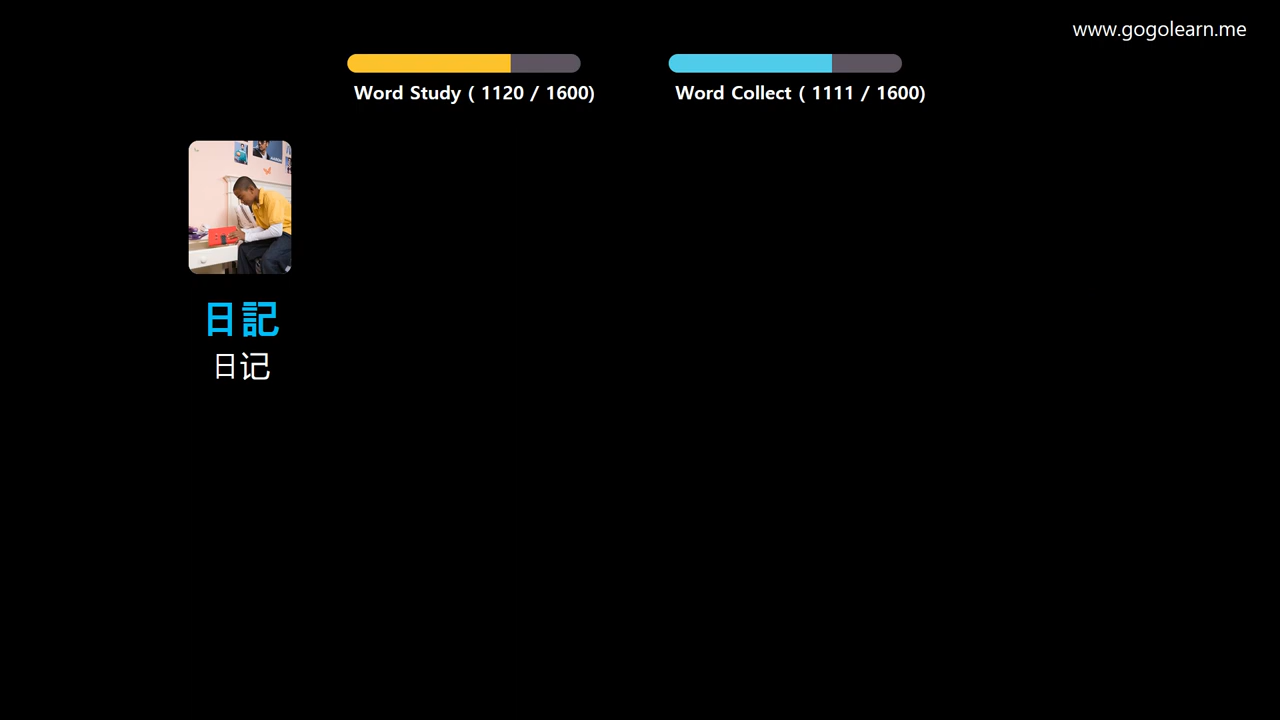 www.gogolearn.me
Word Study ( 1120 / 1600)
Word Collect ( 1111 / 1600)
日記
日记